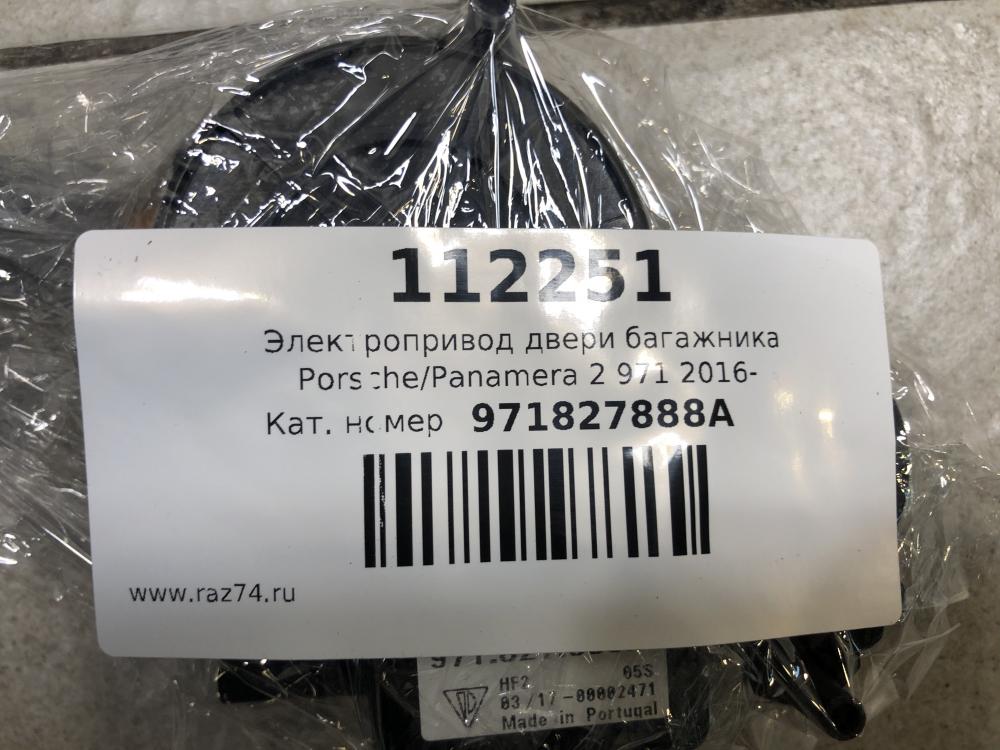 112251
Электропривод двери багажника
Porsche/Panamera 2 971 2016-
Кат. номер 971827888A
www.raz74.ru
HF2 05S
03/17-00002471
Made in Portugal